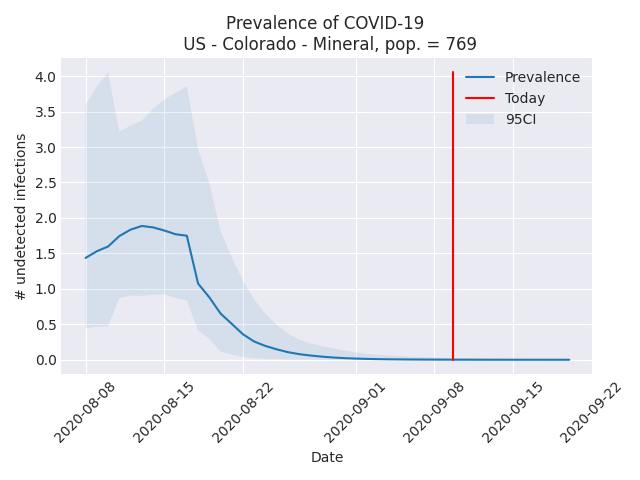 Prevalence of COVID-19
US - Colorado - Mineral, pop. = 769
Prevalence
Today
95CI
# undetected infections
4.0
3.5
3.0
2.5
2.0
1.5
1.0
0.5
0.0
2020-08-08
2020-08-15
2020-08-22
2020-09-01
2020-09-08
2020-09-15
2020-09-22
Date